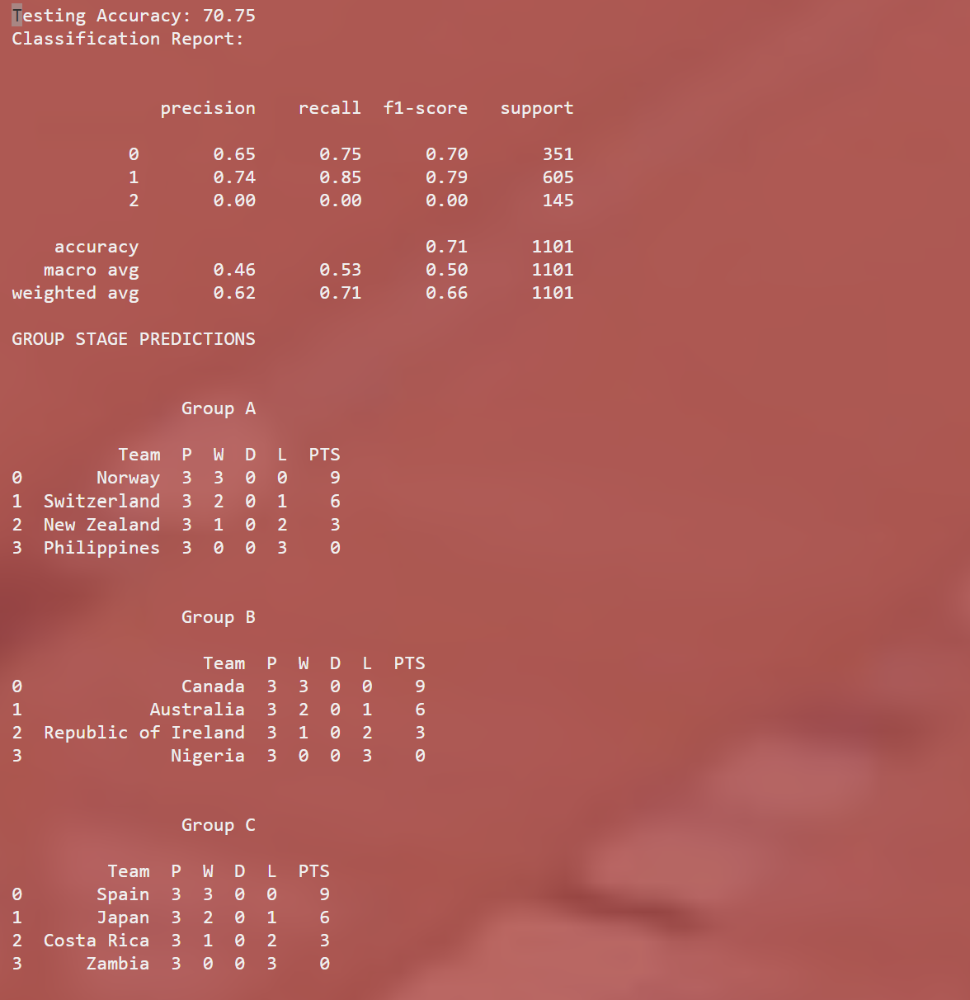 Testing Accuracy: 70.75
Classification Report:
precision recall f1-score support
0 0.65 0.75 0.70 351
1 0.74 0.85 0.79 605
2 0.00 0.00 0.00 145
accuracy 0.71 1101
macro avg 0.46 0.53 0.50 1101
weighted avg 0.62 0.71 0.66 1101
GROUP STAGE PREDICTIONS
Group A
Team P W D L PTS
0 Norway 3 3 0 0 9
1 Switzerland 3 2 0 1 6
2 New Zealand 3 1 0 2 3
3 Philippines 3 0 0 3 0
Group B
Team P W D L PTS
0 Canada 3 3 0 0 9
1 Australia 3 2 0 1 6
2 Republic of Ireland 3 1 0 2 3
3 Nigeria 3 0 0 3 0
Group C
Team P W D L PTS
0 Spain 3 3 0 0 9
1 Japan 3 2 0 1 6
2 Costa Rica 3 1 0 2 3
3 Zambia 3 0 0 3 0